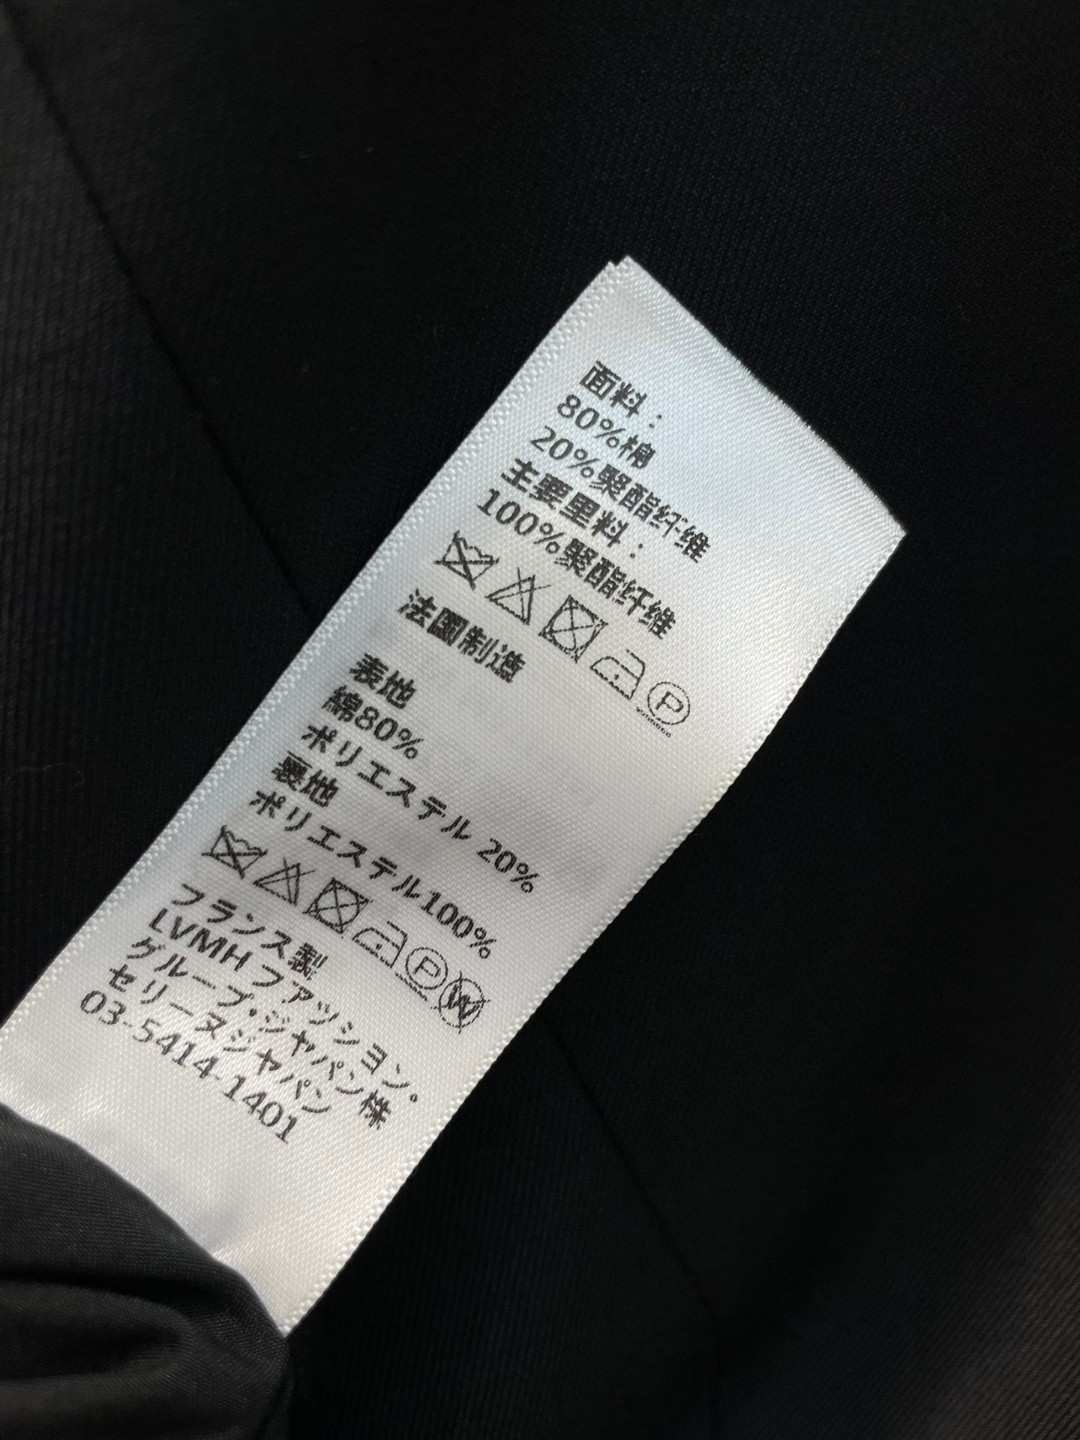 面料：
80%棉
20%聚酯纤维
主要里料：
100%聚酯纤维
P
法國制造
表地
綿80%
ポリエステル 20%
裏地
ポリエステル100%
P W
フランス製
LVMH ファッション。
グループ・ジャパン株
セリーヌジャパン
03-5414-1401